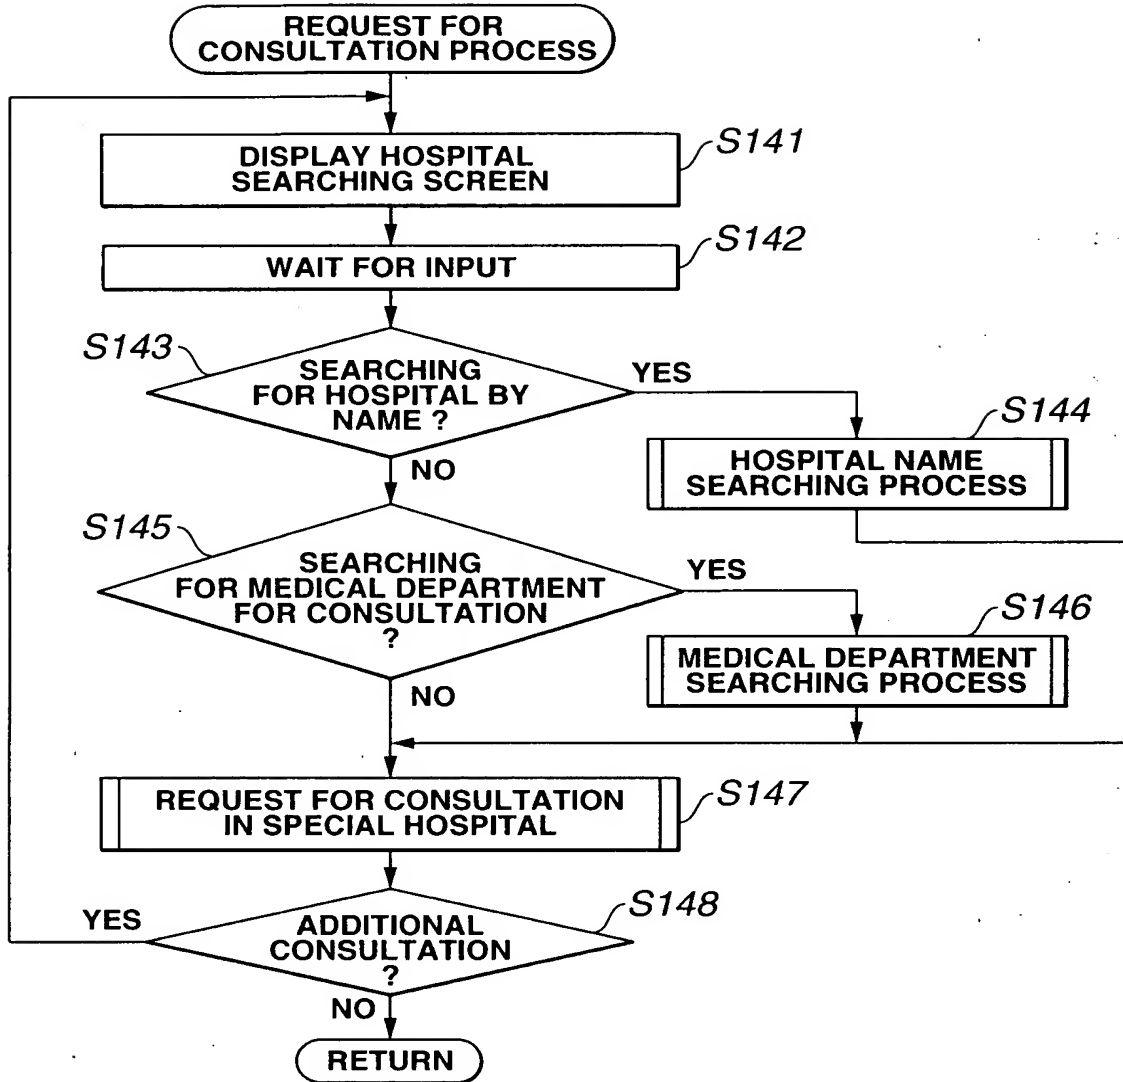 REQUEST FOR
CONSULTATION PROCESS
S141
DISPLAY HOSPITAL
SEARCHING SCREEN
S142
WAIT FOR INPUT
S143
SEARCHING
FOR HOSPITAL BY
NAME ?
YES
NO
S144
HOSPITAL NAME
SEARCHING PROCESS
S145
SEARCHING
FOR MEDICAL DEPARTMENT
FOR CONSULTATION
?
YES
NO
S146
MEDICAL DEPARTMENT
SEARCHING PROCESS
S147
REQUEST FOR CONSULTATION
IN SPECIAL HOSPITAL
S148
YES
ADDITIONAL
CONSULTATION
?
NO
RETURN